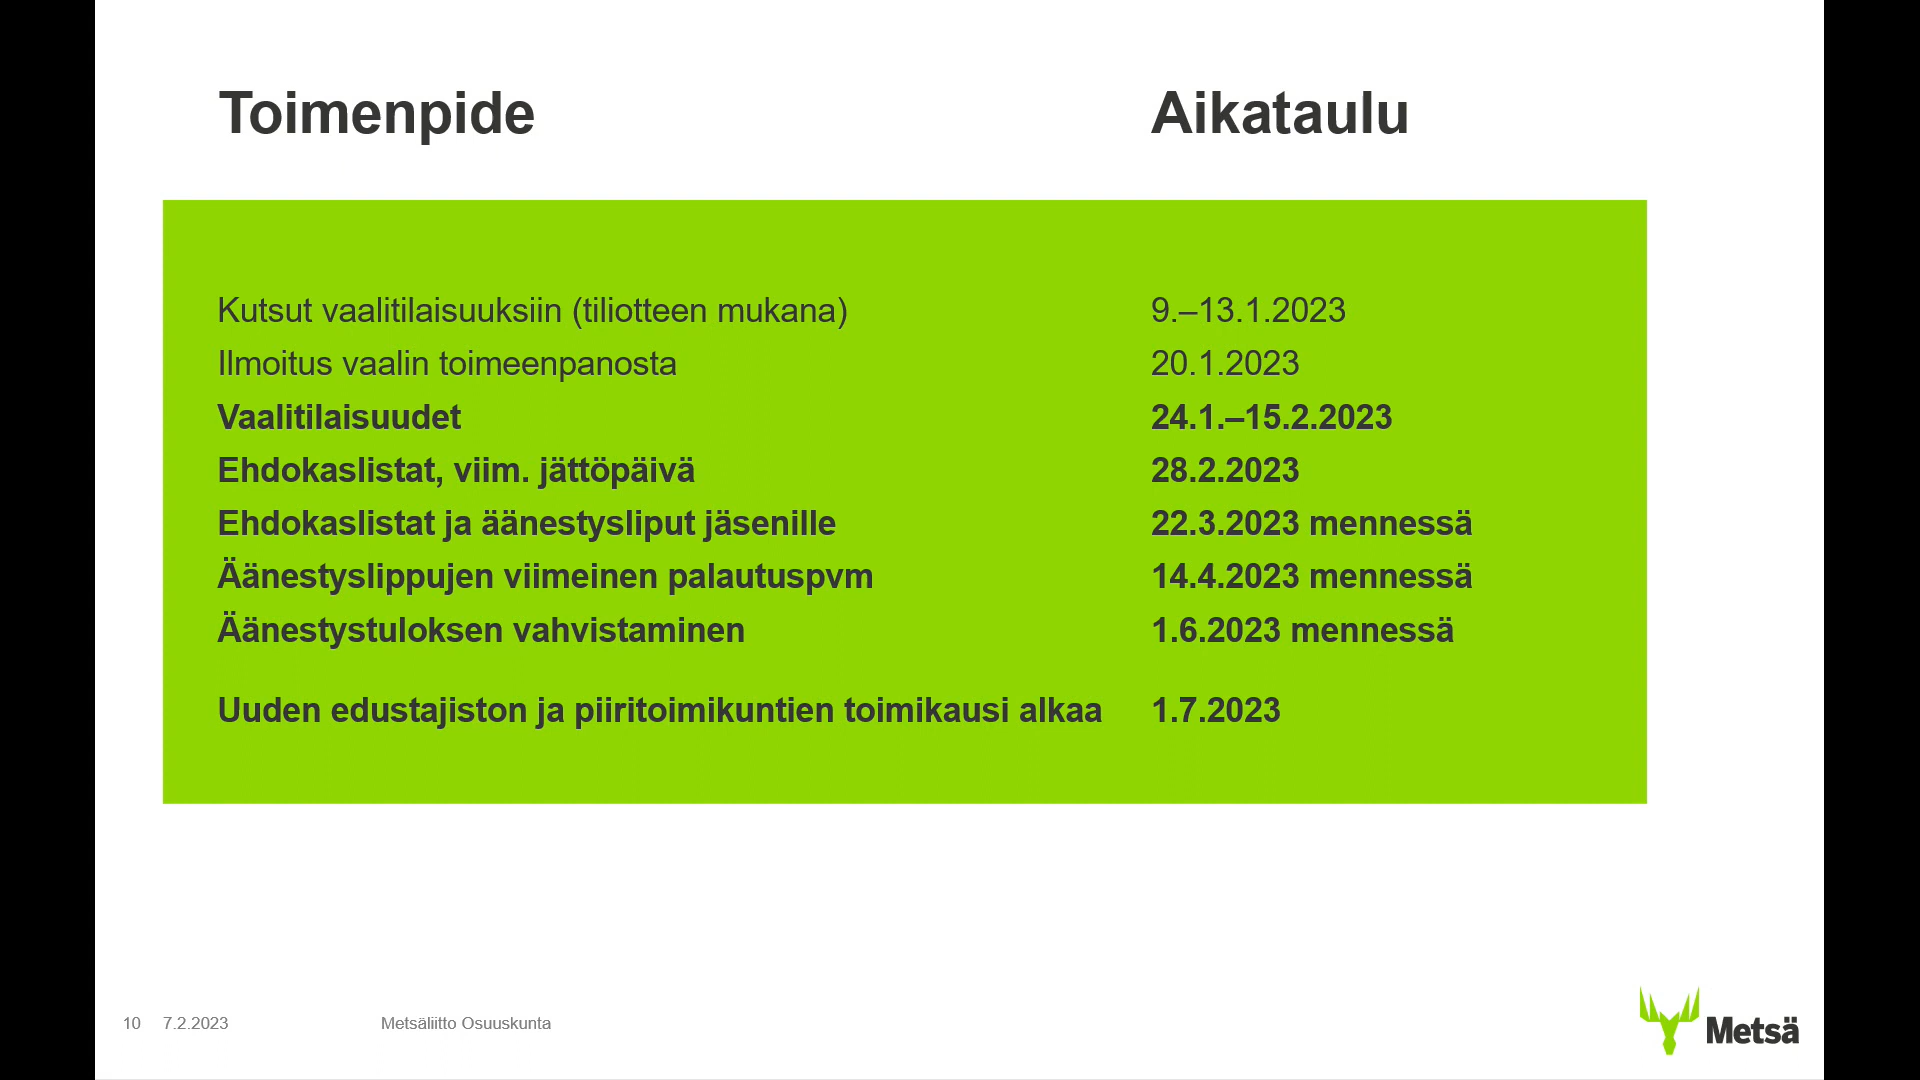 Toimenpide Aikataulu
Kutsut vaalitilaisuuksiin (tiliotteen mukana) 9.–13.1.2023
Ilmoitus vaalin toimeenpanosta 20.1.2023
Vaalitilaisuudet 24.1.–15.2.2023
Ehdokaslistat, viim. jättöpäivä 28.2.2023
Ehdokaslistat ja äänestysliput jäsenille 22.3.2023 mennessä
Äänestyslippujen viimeinen palautuspvm 14.4.2023 mennessä
Äänestystuloksen vahvistaminen 1.6.2023 mennessä
Uuden edustajiston ja piiritoimikuntien toimikausi alkaa 1.7.2023
10 7.2.2023 Metsäliitto Osuuskunta
Metsä